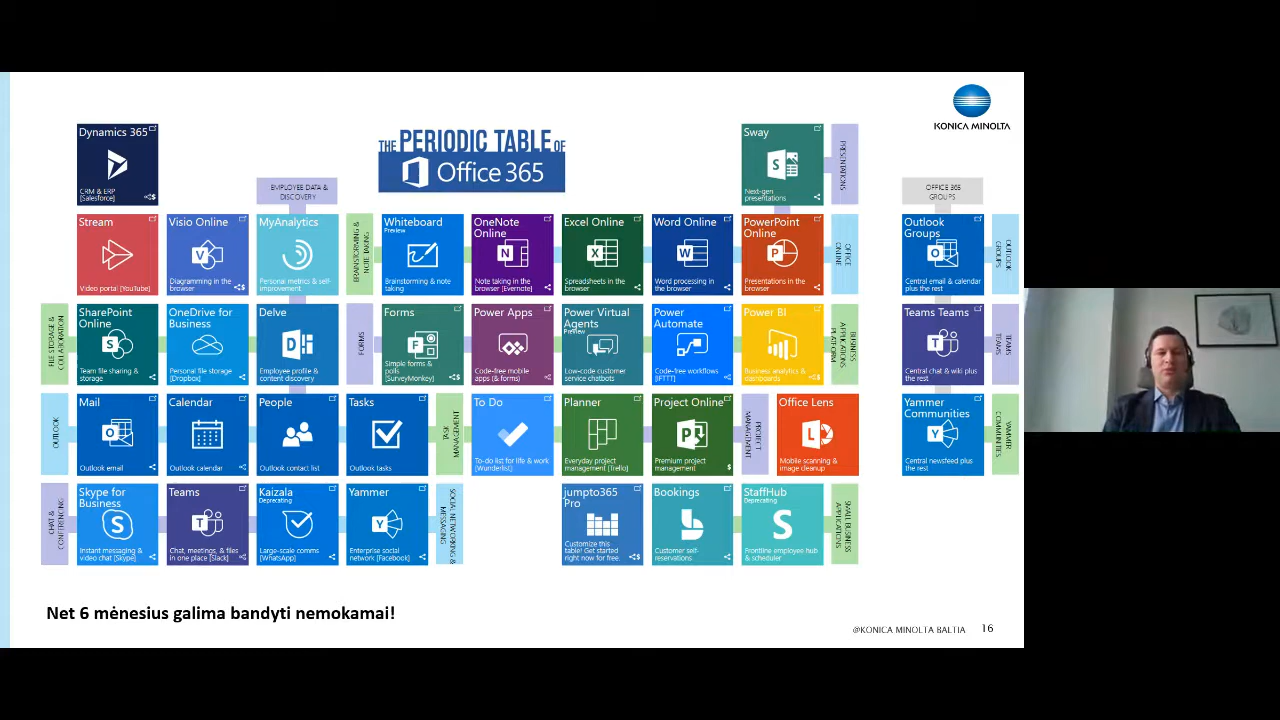 KONICA MINOLTA
THE PERIODIC TABLE OF
Office 365
Dynamics 365
CRM & ERP
[Salesforce]
Sway
Next-gen
presentations
PRESENTATIONS
EMPLOYEE DATA &
DISCOVERY
OFFICE 365
GROUPS
Stream
Video portal [YouTube]
Visio Online
Diagramming in the
browser
MyAnalytics
Personal metrics & self-
improvement
BRAINSTORMING &
NOTE TAKING
Whiteboard
Preview
Brainstorming & note
taking
OneNote
Online
Note taking in the
browser [Evernote]
Excel Online
Spreadsheets in the
browser
Word Online
Word processing in
the browser
PowerPoint
Online
Presentations in the
browser
OFFICE
ONLINE
Outlook
Groups
Central email & calendar
plus the rest
OUTLOOK
GROUPS
FILE STORAGE &
COLLABORATION
SharePoint
Online
Team file sharing &
storage
OneDrive for
Business
Personal file storage
[Dropbox]
Delve
Employee profile &
content discovery
FORMS
Forms
Simple forms &
polls
[SurveyMonkey]
Power Apps
Code-free mobile
apps (& forms)
Power Virtual
Agents
Preview
Low-code customer
service chatbots
Power
Automate
Code-free workflows
[IFTTT]
Power BI
Business analytics &
dashboards
BUSINESS
APPLICATIONS
PLATFORM
Teams Teams
Central chat & wiki plus
the rest
TEAMS
TEAMS
OUTLOOK
Mail
Outlook email
Calendar
Outlook calendar
People
Outlook contact list
Tasks
Outlook tasks
TASK
MANAGEMENT
To Do
To-do list for life & work
[Wunderlist]
Planner
Everyday project
management [Trello]
Project Online
Premium project
management
PROJECT
MANAGEMENT
Office Lens
Mobile scanning &
image cleanup
Yammer
Communities
Central newsfeed plus
the rest
YAMMER
COMMUNITIES
CHAT &
CONFERENCING
Skype for
Business
Instant messaging &
video chat [Skype]
Teams
Chat, meetings, & files
in one place [Slack]
Kaizala
Deprecating
Large-scale comms
[WhatsApp]
Yammer
Enterprise social
network [Facebook]
SOCIAL NETWORKING &
MESSAGING
jumpto365
Pro
Customize this
table! Get started
right now for free.
Bookings
Customer self-
reservations
StaffHub
Deprecating
Frontline employee hub
& scheduler
SMALL BUSINESS
APPLICATIONS
Net 6 mėnesius galima bandyti nemokamai!
@KONICA MINOLTA BALTIA 16